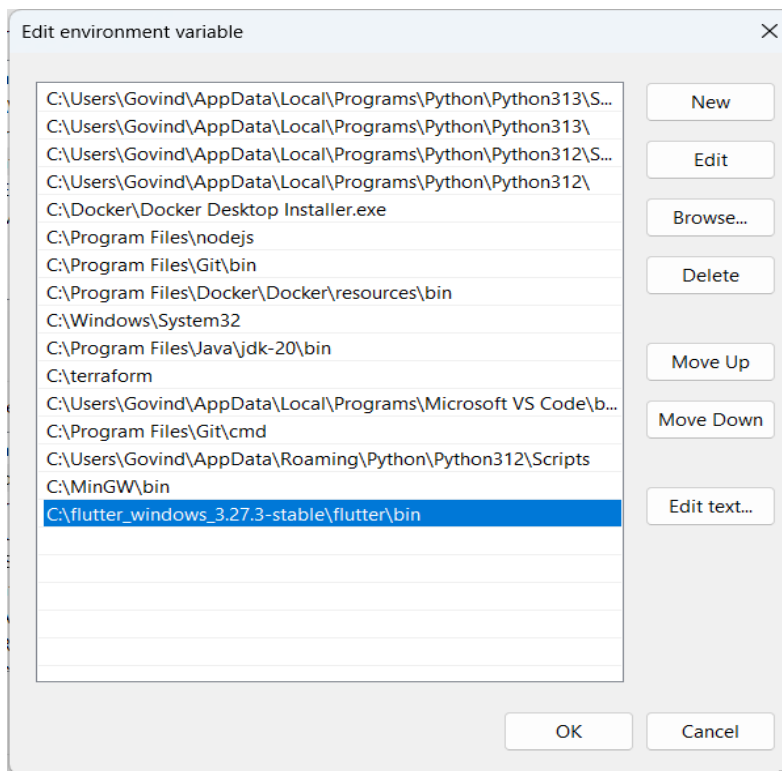 Edit environment variable
C:\Users\Govind\AppData\Local\Programs\Python\Python313\S...
C:\Users\Govind\AppData\Local\Programs\Python\Python313\
C:\Users\Govind\AppData\Local\Programs\Python\Python312\S...
C:\Users\Govind\AppData\Local\Programs\Python\Python312\
C:\Docker\Docker Desktop Installer.exe
C:\Program Files\nodejs
C:\Program Files\Git\bin
C:\Program Files\Docker\Docker\resources\bin
C:\Windows\System32
C:\Program Files\Java\jdk-20\bin
C:\terraform
C:\Users\Govind\AppData\Local\Programs\Microsoft VS Code\b...
C:\Program Files\Git\cmd
C:\Users\Govind\AppData\Roaming\Python\Python312\Scripts
C:\MinGW\bin
C:\flutter_windows_3.27.3-stable\flutter\bin
New
Edit
Browse...
Delete
Move Up
Move Down
Edit text...
OK
Cancel